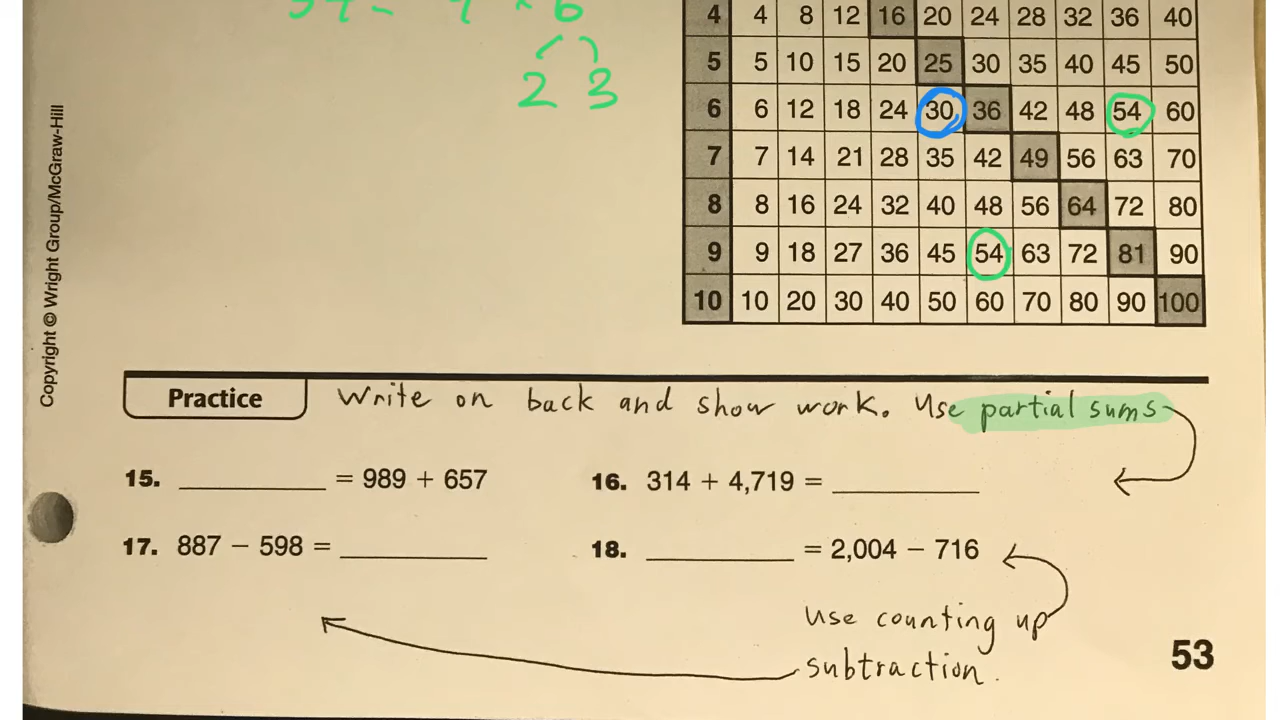 2 3
4 4 8 12 16 20 24 28 32 36 40
5 5 10 15 20 25 30 35 40 45 50
6 6 12 18 24 30 36 42 48 54 60
7 7 14 21 28 35 42 49 56 63 70
8 8 16 24 32 40 48 56 64 72 80
9 9 18 27 36 45 54 63 72 81 90
10 10 20 30 40 50 60 70 80 90 100
Copyright © Wright Group/McGraw-Hill
Practice Write on back and show work. Use partial sums
15. ____________ = 989 + 657 16. 314 + 4,719 = ____________
17. 887 − 598 = ____________ 18. ____________ = 2,004 − 716
Use counting up
subtraction.
53